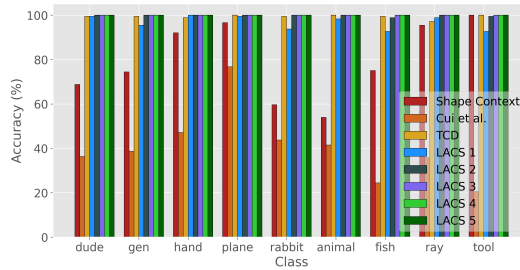 100
80
60
40
20
0
Accuracy (%)
Shape Context
Cui et al.
TCD
LACS 1
LACS 2
LACS 3
LACS 4
LACS 5
dude gen hand plane rabbit animal fish ray tool
Class